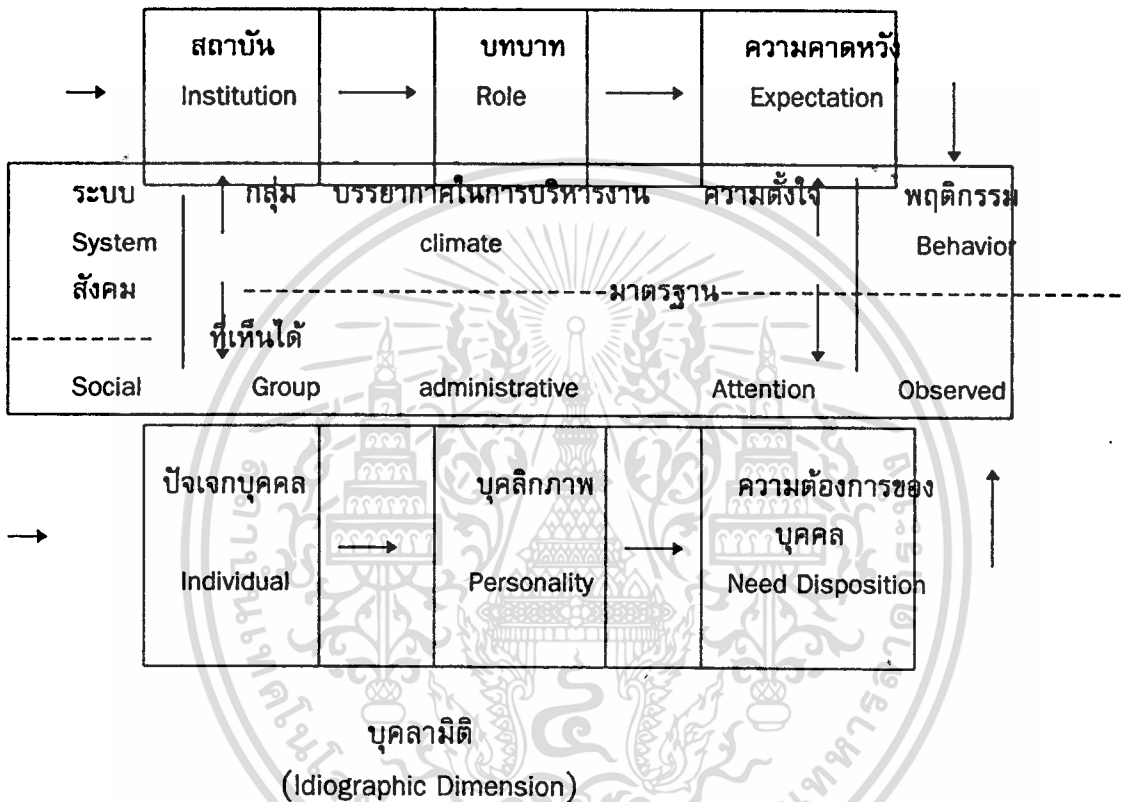 สถาบัน บทบาท ความคาดหวัง
Institution Role Expectation
ระบบ กลุ่ม บรรยากาศในการบริหารงาน ความตั้งใจ พฤติกรรม
System climate Behavior
สังคม มาตรฐาน
ที่เห็นได้
Social Group administrative Attention Observed
ปัจเจกบุคคล บุคลิกภาพ ความต้องการของ
บุคคล
Individual Personality Need Disposition
บุคลามิติ
(Idiographic Dimension)